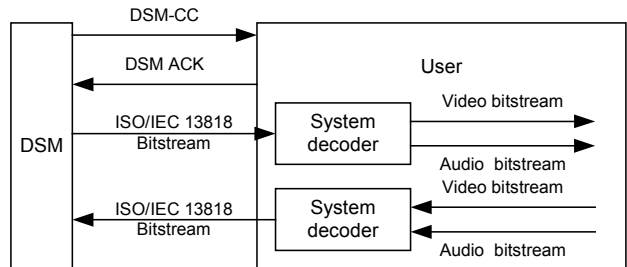 DSM-CC
DSM ACK
User
DSM
ISO/IEC 13818
Bitstream
System
decoder
Video bitstream
Audio bitstream
ISO/IEC 13818
Bitstream
System
decoder
Video bitstream
Audio bitstream